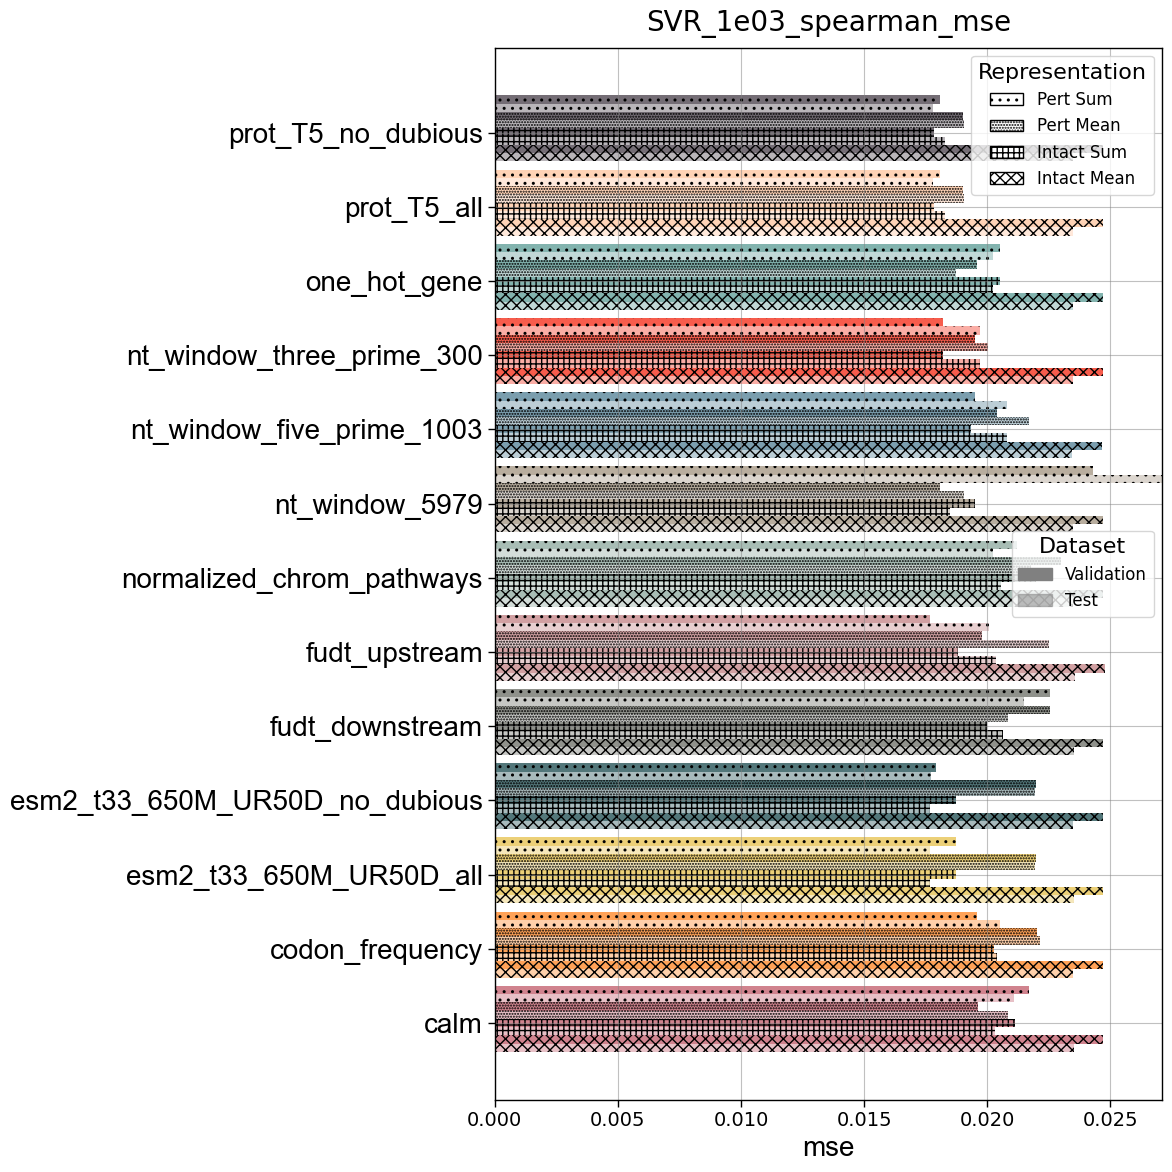 SVR_1e03_spearman_mse
Representation
Pert Sum
Pert Mean
Intact Sum
Intact Mean
prot_T5_no_dubious
prot_T5_all
one_hot_gene
nt_window_three_prime_300
nt_window_five_prime_1003
nt_window_5979
Dataset
Validation
Test
normalized_chrom_pathways
fudt_upstream
fudt_downstream
esm2_t33_650M_UR50D_no_dubious
esm2_t33_650M_UR50D_all
codon_frequency
calm
0.000 0.005 0.010 0.015 0.020 0.025
mse